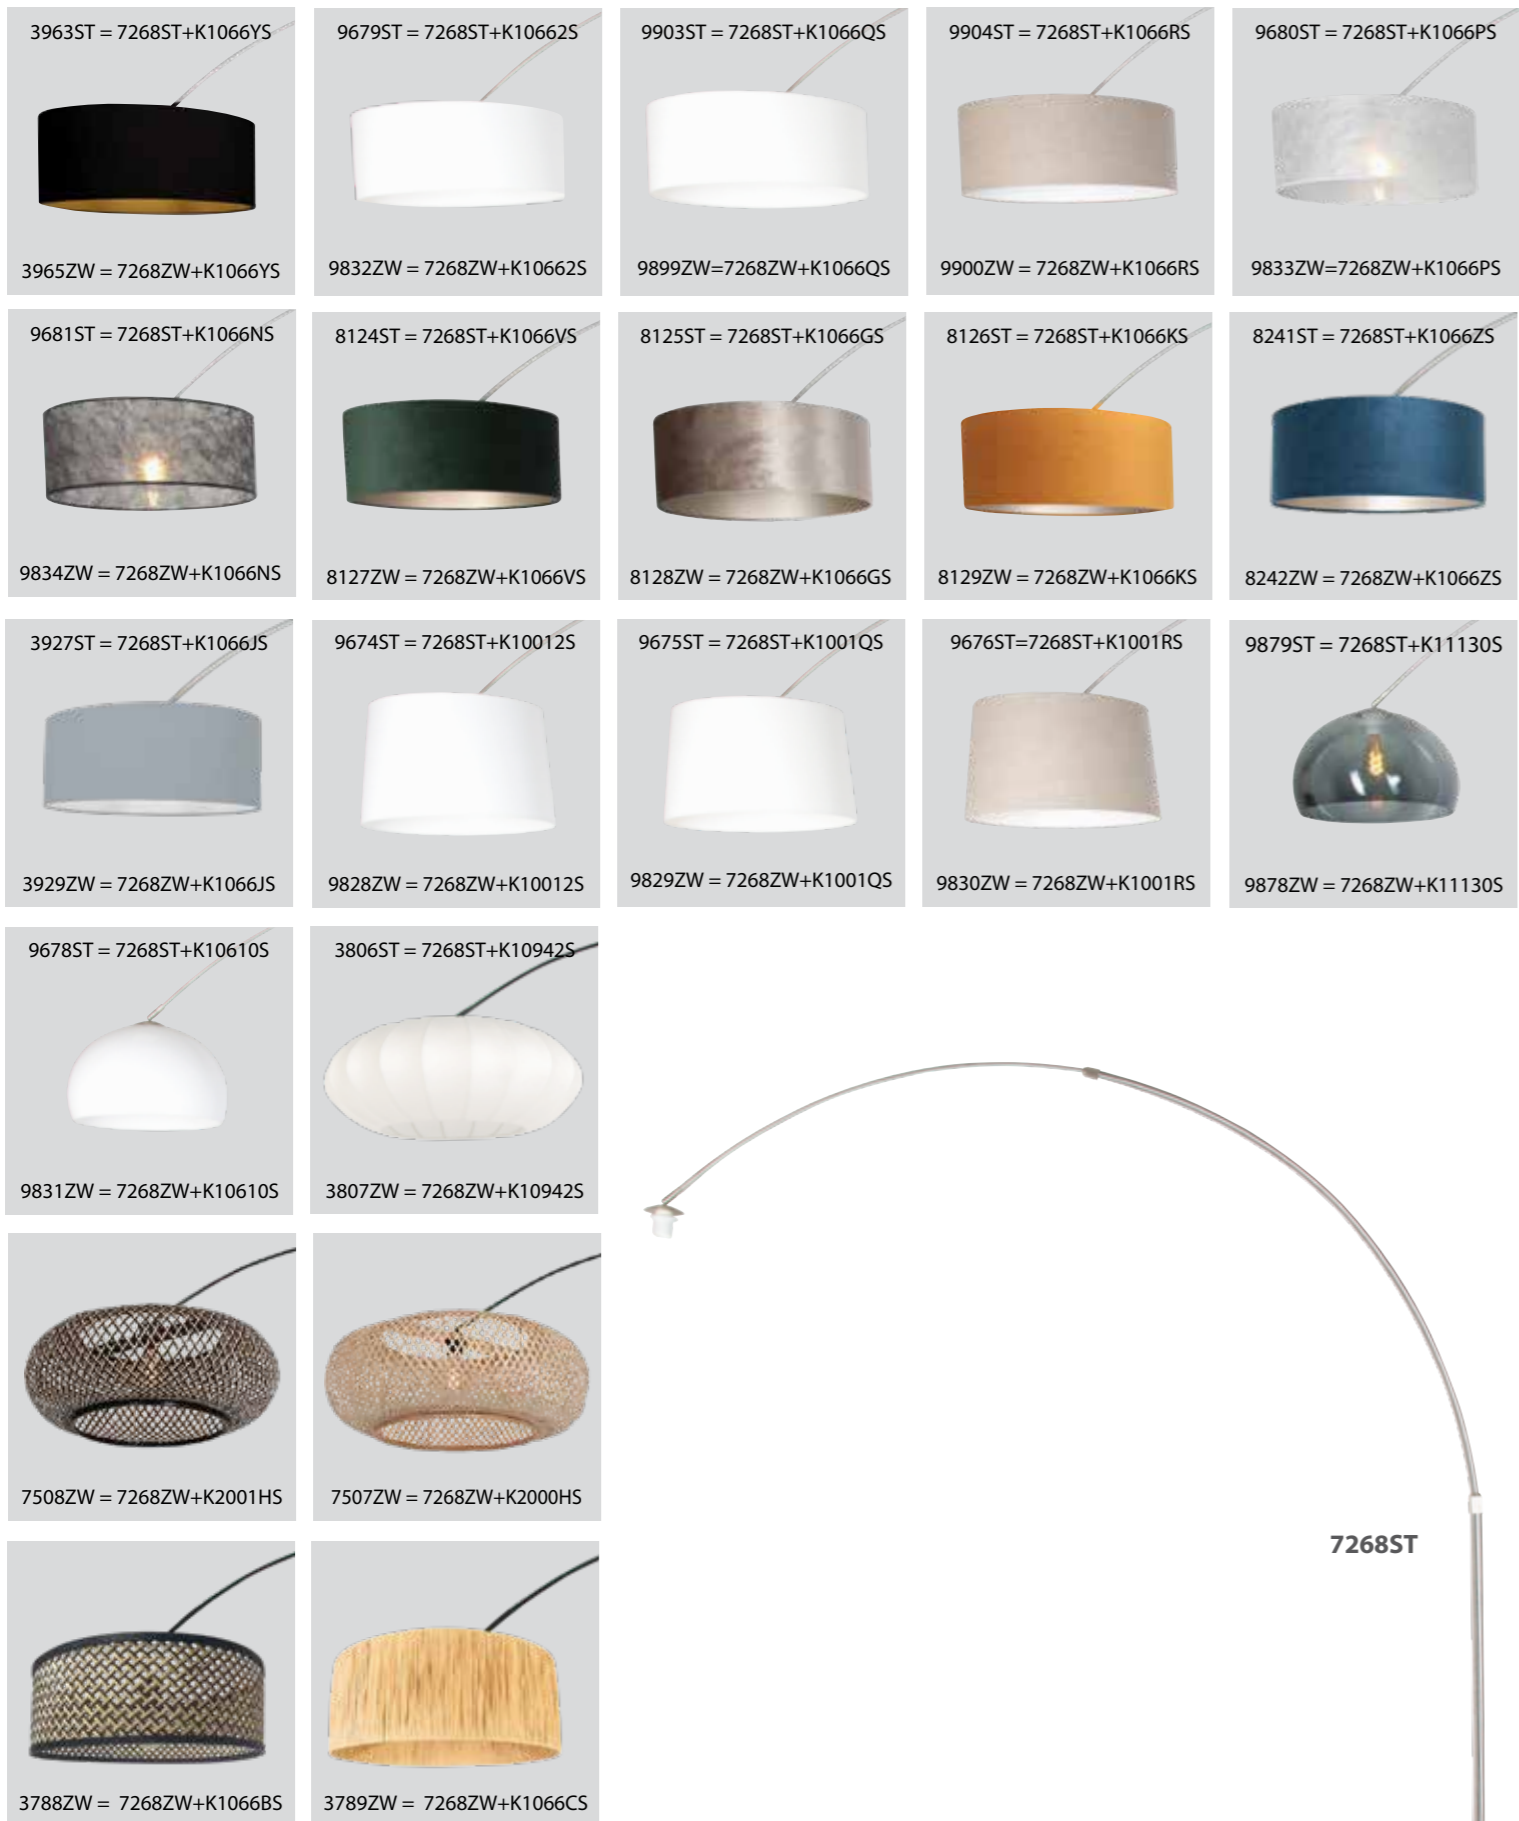 3963ST = 7268ST+K1066YS
9679ST = 7268ST+K10662S
9903ST = 7268ST+K1066QS
9904ST = 7268ST+K1066RS
9680ST = 7268ST+K1066PS
3965ZW = 7268ZW+K1066YS
9832ZW = 7268ZW+K10662S
9899ZW=7268ZW+K1066QS
9900ZW = 7268ZW+K1066RS
9833ZW=7268ZW+K1066PS
9681ST = 7268ST+K1066NS
8124ST = 7268ST+K1066VS
8125ST = 7268ST+K1066GS
8126ST = 7268ST+K1066KS
8241ST = 7268ST+K1066ZS
9834ZW = 7268ZW+K1066NS
8127ZW = 7268ZW+K1066VS
8128ZW = 7268ZW+K1066GS
8129ZW = 7268ZW+K1066KS
8242ZW = 7268ZW+K1066ZS
3927ST = 7268ST+K1066JS
9674ST = 7268ST+K10012S
9675ST = 7268ST+K1001QS
9676ST=7268ST+K1001RS
9879ST = 7268ST+K11130S
3929ZW = 7268ZW+K1066JS
9828ZW = 7268ZW+K10012S
9829ZW = 7268ZW+K1001QS
9830ZW = 7268ZW+K1001RS
9878ZW = 7268ZW+K11130S
9678ST = 7268ST+K10610S
3806ST = 7268ST+K10942S
9831ZW = 7268ZW+K10610S
3807ZW = 7268ZW+K10942S
7508ZW = 7268ZW+K2001HS
7507ZW = 7268ZW+K2000HS
7268ST
3788ZW = 7268ZW+K1066BS
3789ZW = 7268ZW+K1066CS